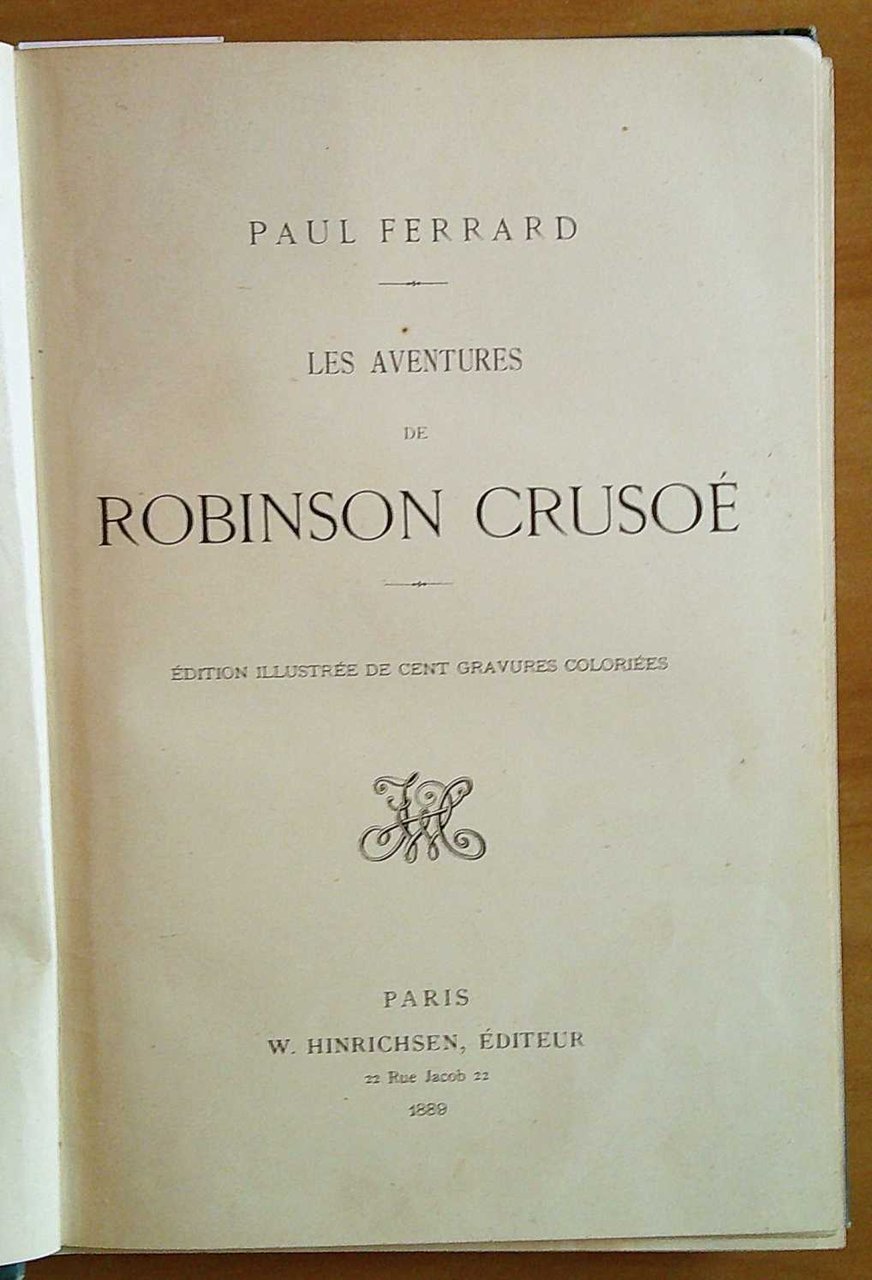 PAUL FERRARD
LES AVENTURES
DE
ROBINSON CRUSOÉ
ÉDITION ILLUSTRÉE DE CENT GRAVURES COLORIÉES
PARIS
W. HINRICHSEN, ÉDITEUR
22 Rue Jacob 22
1889